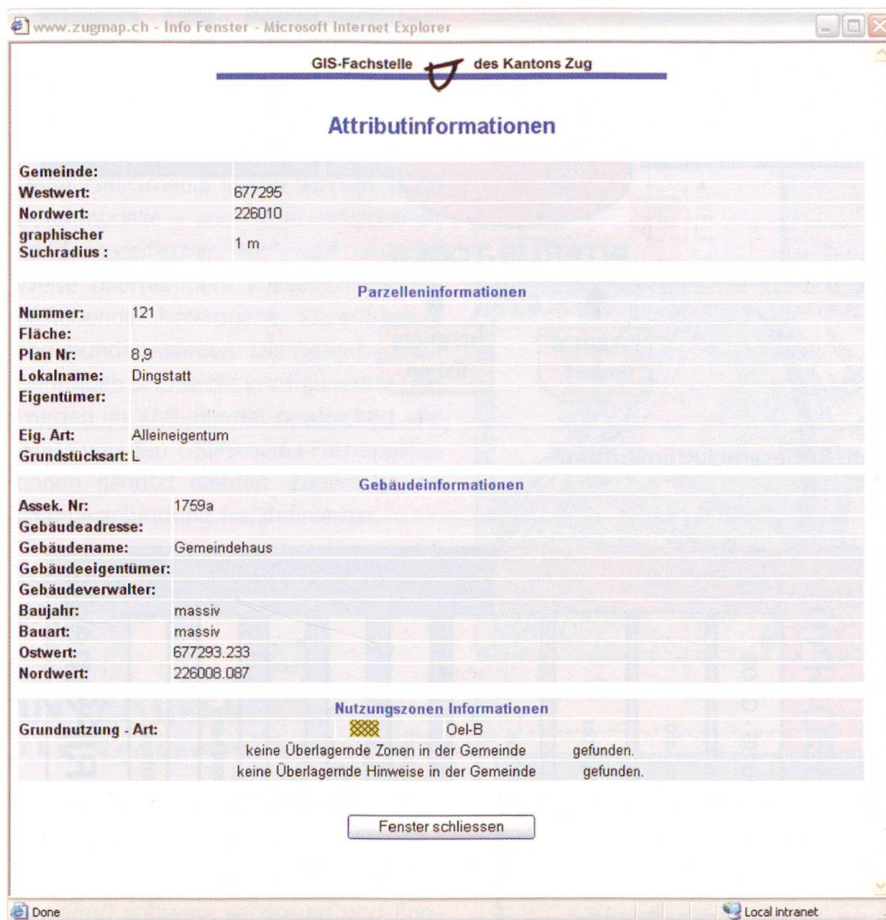 www.zugmap.ch - Info Fenster - Microsoft Internet Explorer
GIS-Fachstelle des Kantons Zug
Attributinformationen
Gemeinde:
Westwert: 677295
Nordwert: 226010
graphischer
Suchradius : 1 m
Parzelleninformationen
Nummer: 121
Fläche:
Plan Nr: 8,9
Lokalname: Dingstatt
Eigentümer:
Eig. Art: Alleineigentum
Grundstücksart: L
Gebäudeinformationen
Assek. Nr: 1759a
Gebäudeadresse:
Gebäudename: Gemeindehaus
Gebäudeeigentümer:
Gebäudeverwalter:
Baujahr: massiv
Bauart: massiv
Ostwert: 677293.233
Nordwert: 226008.087
Nutzungszonen Informationen
Grundnutzung - Art: OeI-B
keine Überlagernde Zonen in der Gemeinde gefunden.
keine Überlagernde Hinweise in der Gemeinde gefunden.
Fenster schliessen
Done
Local intranet